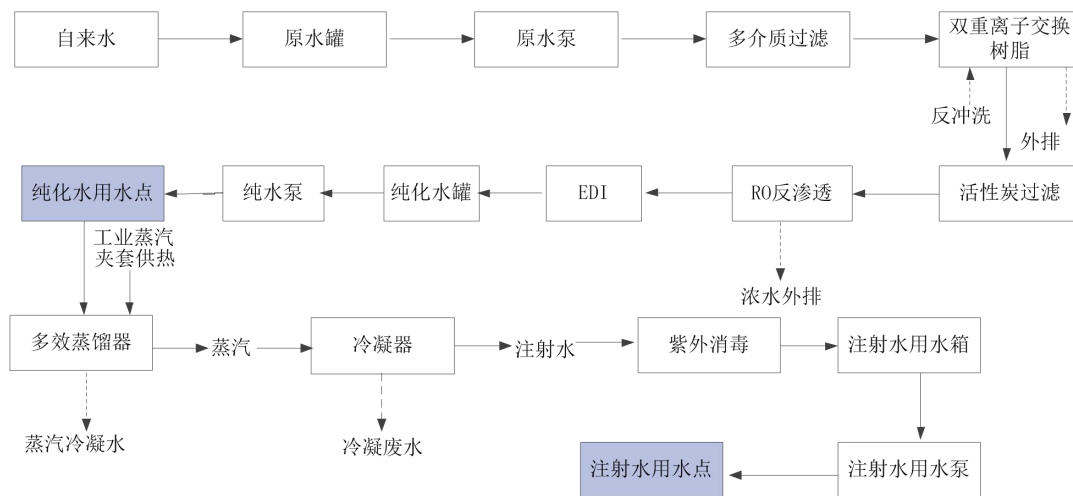 自来水
原水罐
原水泵
多介质过滤
双重离子交换
树脂
反冲洗
外排
纯化水用水点
纯水泵
纯化水罐
EDI
RO反渗透
活性炭过滤
工业蒸汽
夹套供热
浓水外排
多效蒸馏器
蒸汽
冷凝器
注射水
紫外消毒
注射水用水箱
蒸汽冷凝水
冷凝废水
注射水用水点
注射水用水泵